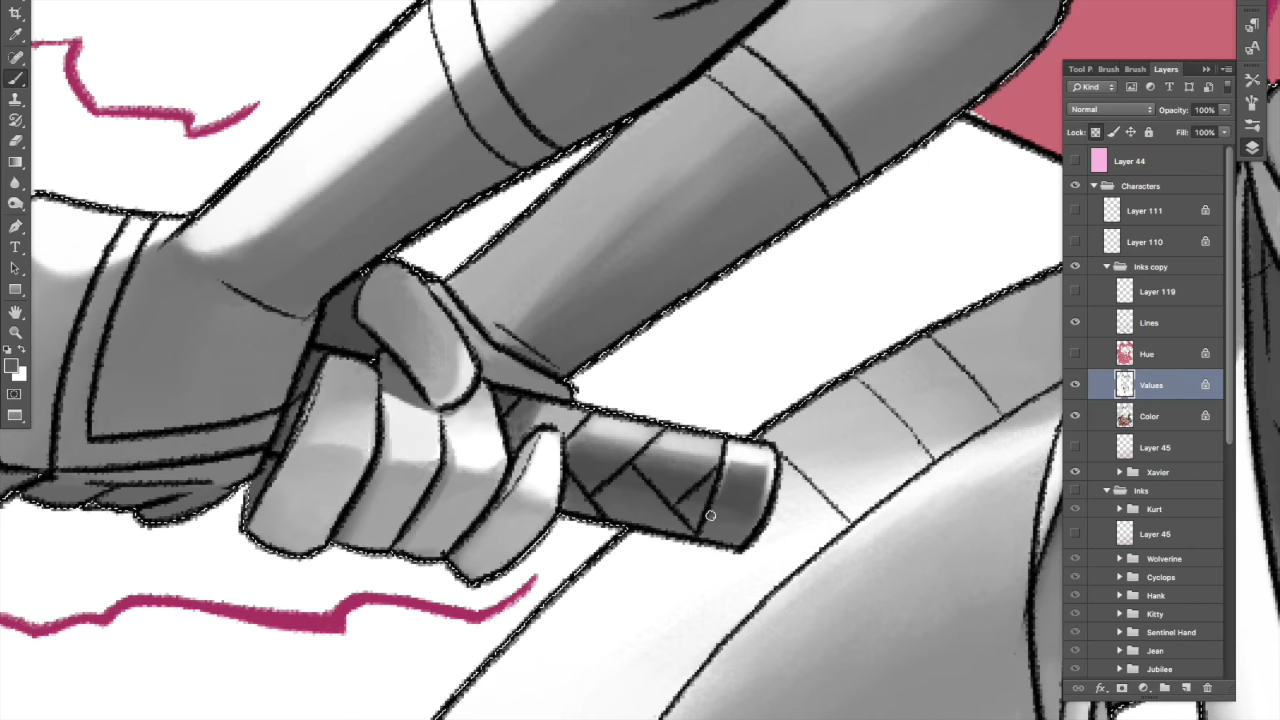 Tool P Brush Brush Layers
Kind
Normal Opacity: 100%
Lock: Fill: 100%
Layer 44
Characters
Layer 111
Layer 110
Inks copy
Layer 119
Lines
Hue
Values
Color
Layer 45
Xavier
Inks
Kurt
Layer 45
Wolverine
Cyclops
Hank
Kitty
Sentinel Hand
Jean
Jubilee